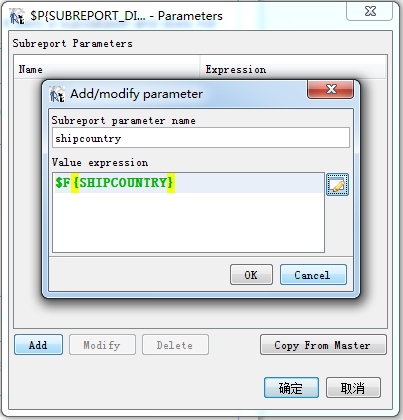 $P{SUBREPORT_DI... - Parameters
Subreport Parameters
Name Expression
Add/modify parameter
Subreport parameter name
shipcountry
Value expression
$F{SHIPCOUNTRY}
OK Cancel
Add Modify Delete Copy From Master
确定 取消